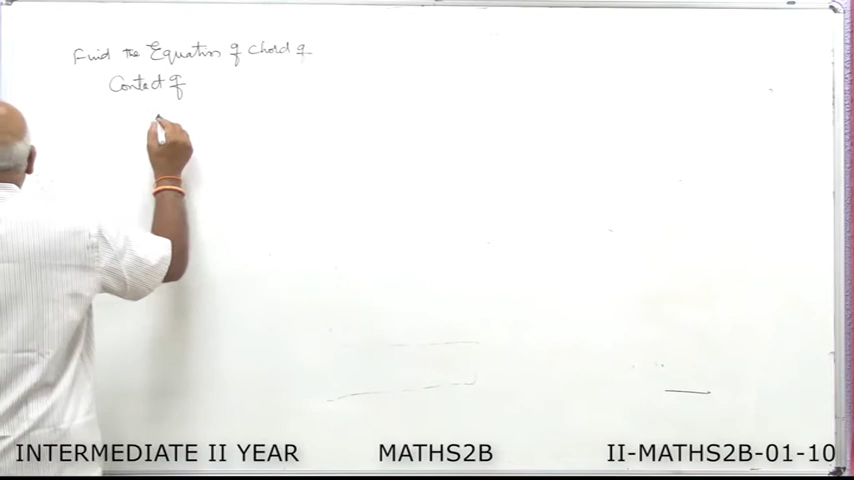 Find the Equation of Chord of
Contact of
INTERMEDIATE II YEAR MATHS2B II-MATHS2B-01-10